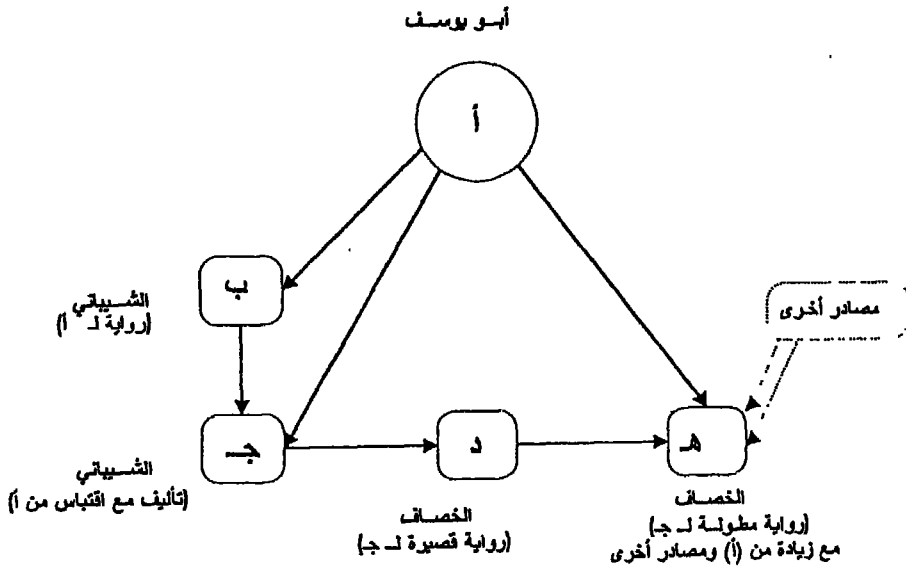 أبو يوسف
أ
ب
الشيباني
(رواية لـ أ)
مصادر أخرى
جـ
د
هـ
الشيباني
(تأليف مع اقتباس من أ)
الخصاف
(رواية قصيرة لـ جـ)
الخصاف
(رواية مطولة لـ جـ)
مع زيادة من (أ) ومصادر أخرى